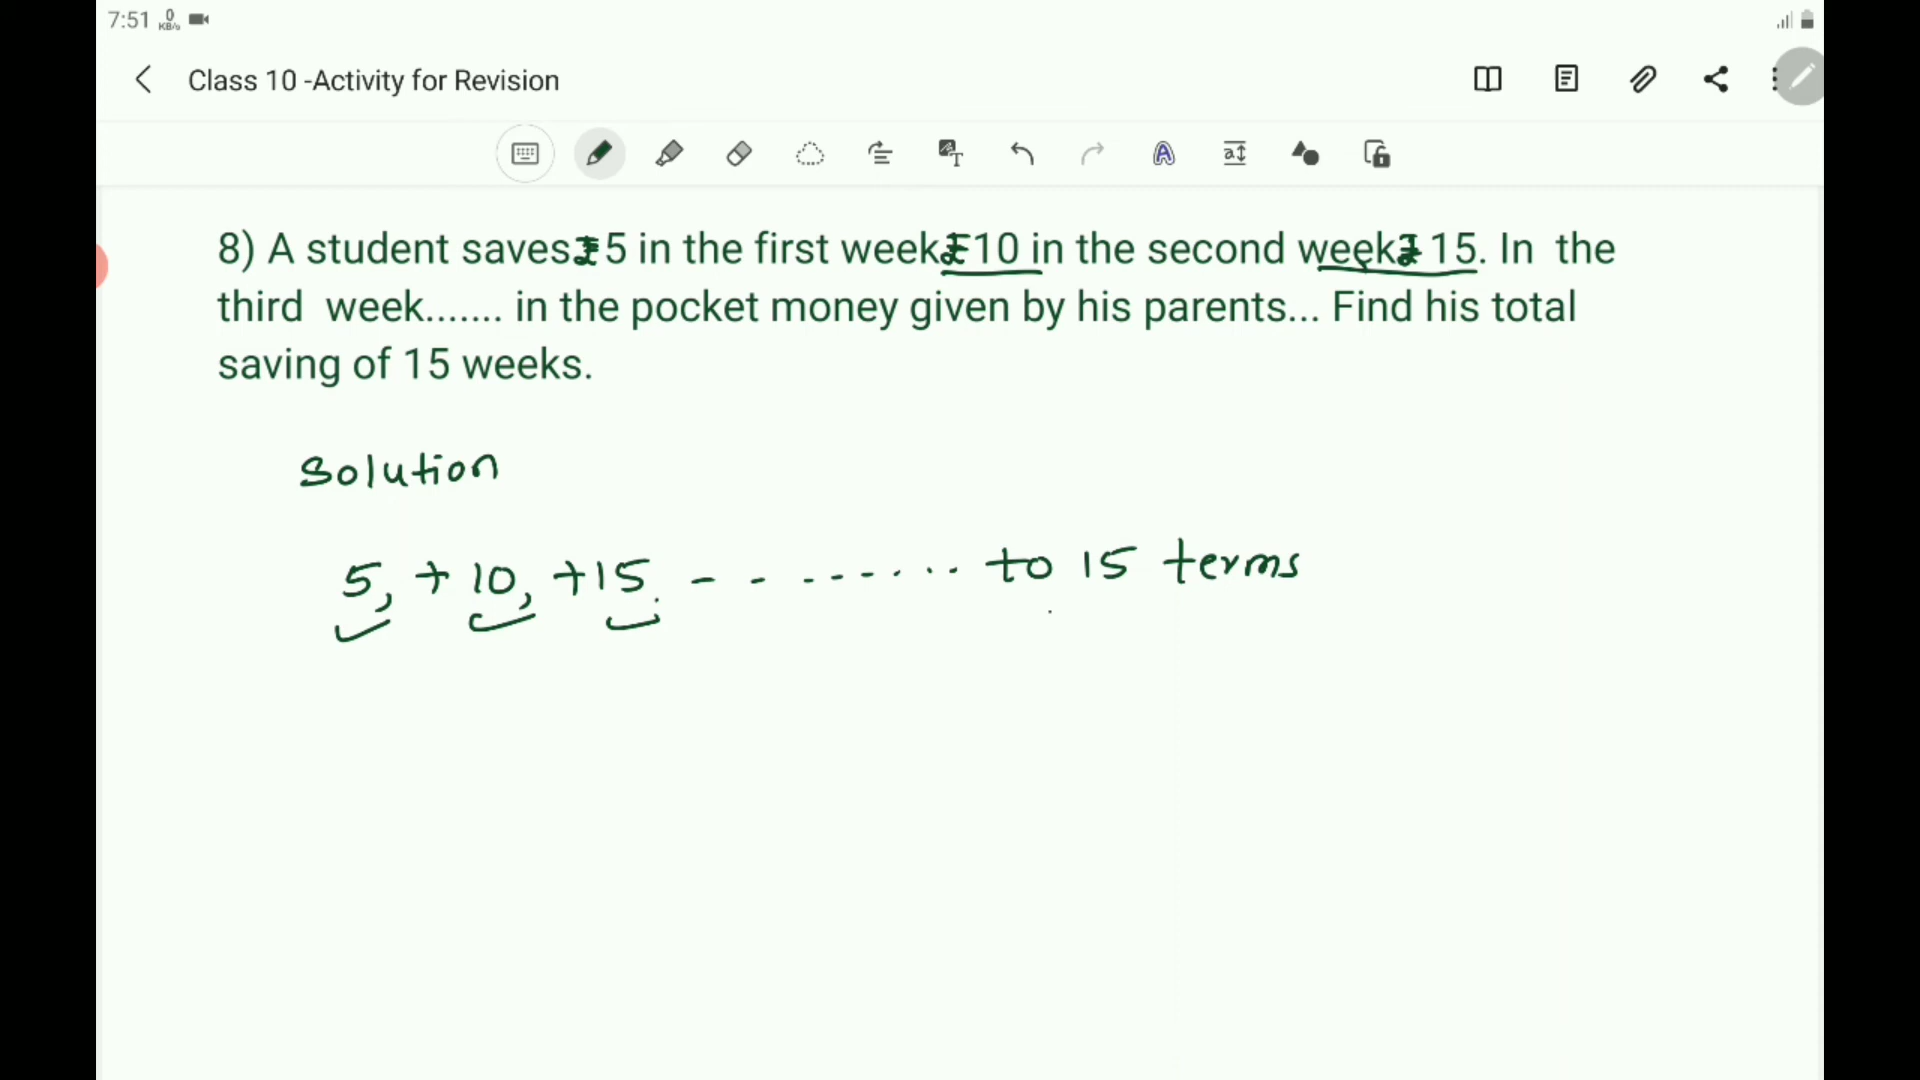 7:51 0 KB/s
Class 10 -Activity for Revision
8) A student saves ₹5 in the first week ₹10 in the second week ₹ 15. In the
third week....... in the pocket money given by his parents... Find his total
saving of 15 weeks.
Solution
5, + 10, +15. - - - - - - - . . . to 15 terms